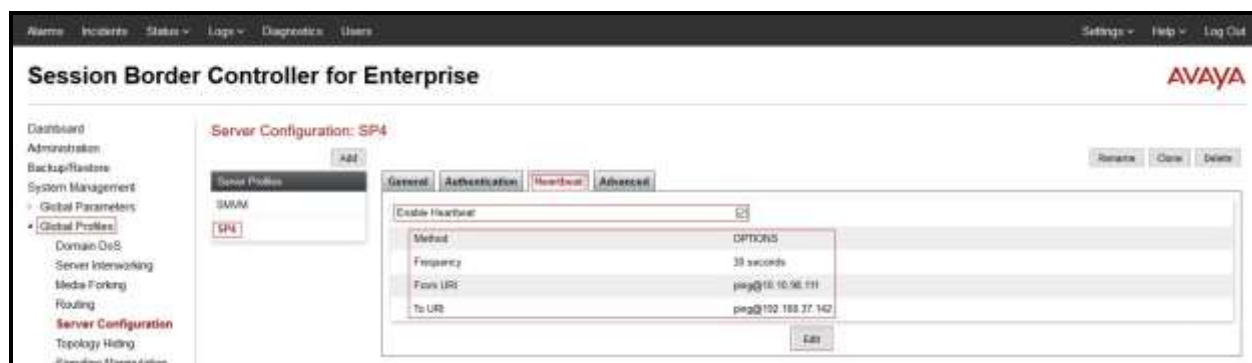 Alarms Incidents Status Logs Diagnostics Users Settings Help Log Out
Session Border Controller for Enterprise
AVAYA
Dashboard
Administration
Backup/Restore
System Management
Global Parameters
Global Profiles
Domain DoS
Server Interworking
Media Forking
Routing
Server Configuration
Topology Hiding
Signaling Manipulation
Server Configuration: SP4
Add
Rename Clone Delete
Server Profiles
SMVM
SP4
General Authentication Heartbeat Advanced
Enable Heartbeat
Method OPTIONS
Frequency 30 seconds
From URI
To URI
Edit